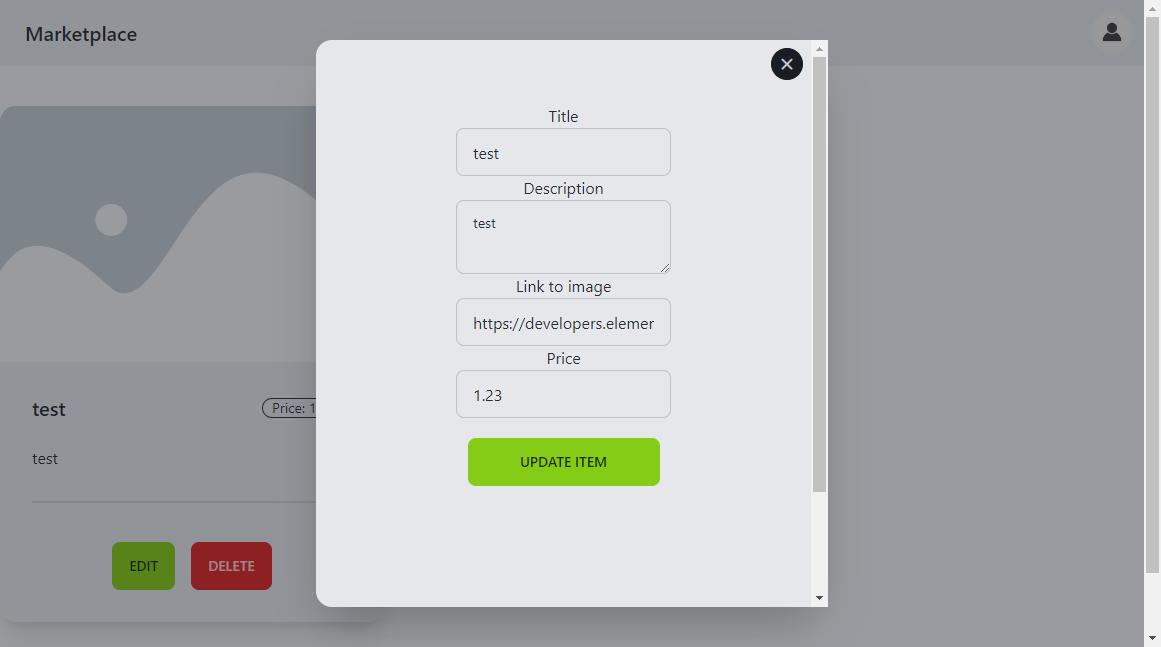 Marketplace
Title
test
Description
test
Link to image
https://developers.elemer
Price
1.23
UPDATE ITEM
test
Price: 1
test
EDIT
DELETE